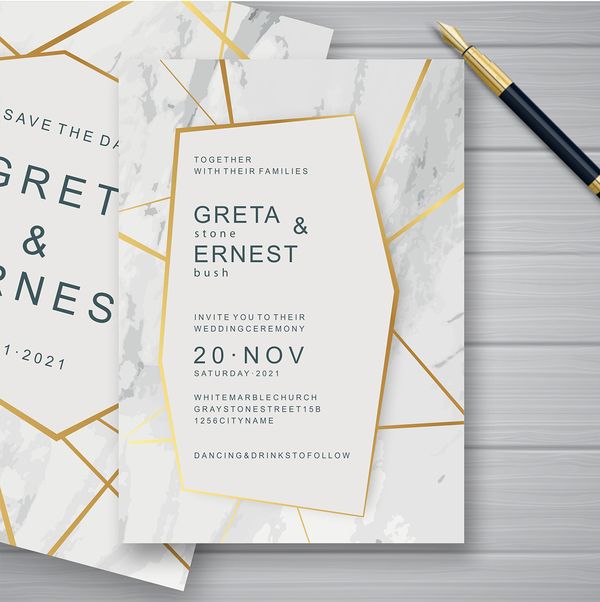 SAVE THE DA
GRET
&
RNES
1·2021
TOGETHER
WITH THEIR FAMILIES
GRETA
stone
&
ERNEST
bush
INVITE YOU TO THEIR
WEDDINGCEREMONY
20·NOV
SATURDAY·2021
WHITEMARBLECHURCH
GRAYSTONESTREET15B
1256CITYNAME
DANCING&DRINKSTOFOLLOW